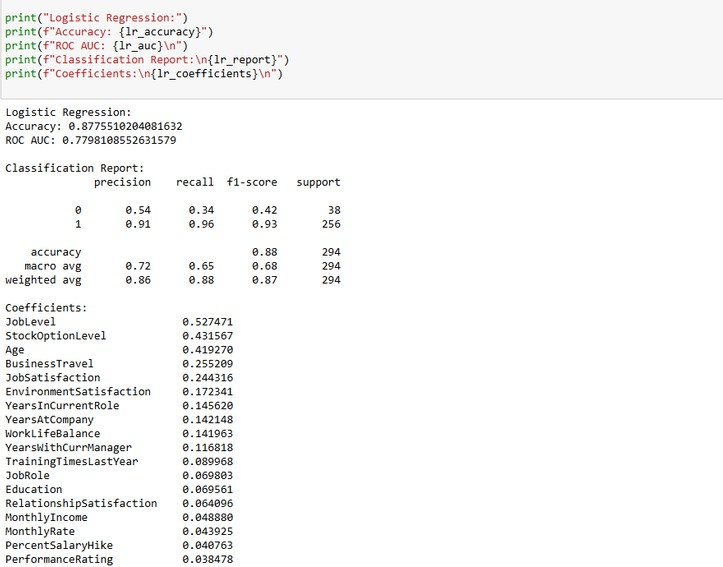 print("Logistic Regression:")
print(f"Accuracy: {lr_accuracy}")
print(f"ROC AUC: {lr_auc}\n")
print(f"Classification Report:\n{lr_report}")
print(f"Coefficients:\n{lr_coefficients}\n")
Logistic Regression:
Accuracy: 0.8775510204081632
ROC AUC: 0.7798108552631579
Classification Report:
precision recall f1-score support
0 0.54 0.34 0.42 38
1 0.91 0.96 0.93 256
accuracy 0.88 294
macro avg 0.72 0.65 0.68 294
weighted avg 0.86 0.88 0.87 294
Coefficients:
JobLevel 0.527471
StockOptionLevel 0.431567
Age 0.419270
BusinessTravel 0.255209
JobSatisfaction 0.244316
EnvironmentSatisfaction 0.172341
YearsInCurrentRole 0.145620
YearsAtCompany 0.142148
WorkLifeBalance 0.141963
YearsWithCurrManager 0.116818
TrainingTimesLastYear 0.089968
JobRole 0.069803
Education 0.069561
RelationshipSatisfaction 0.064096
MonthlyIncome 0.048880
MonthlyRate 0.043925
PercentSalaryHike 0.040763
PerformanceRating 0.038478